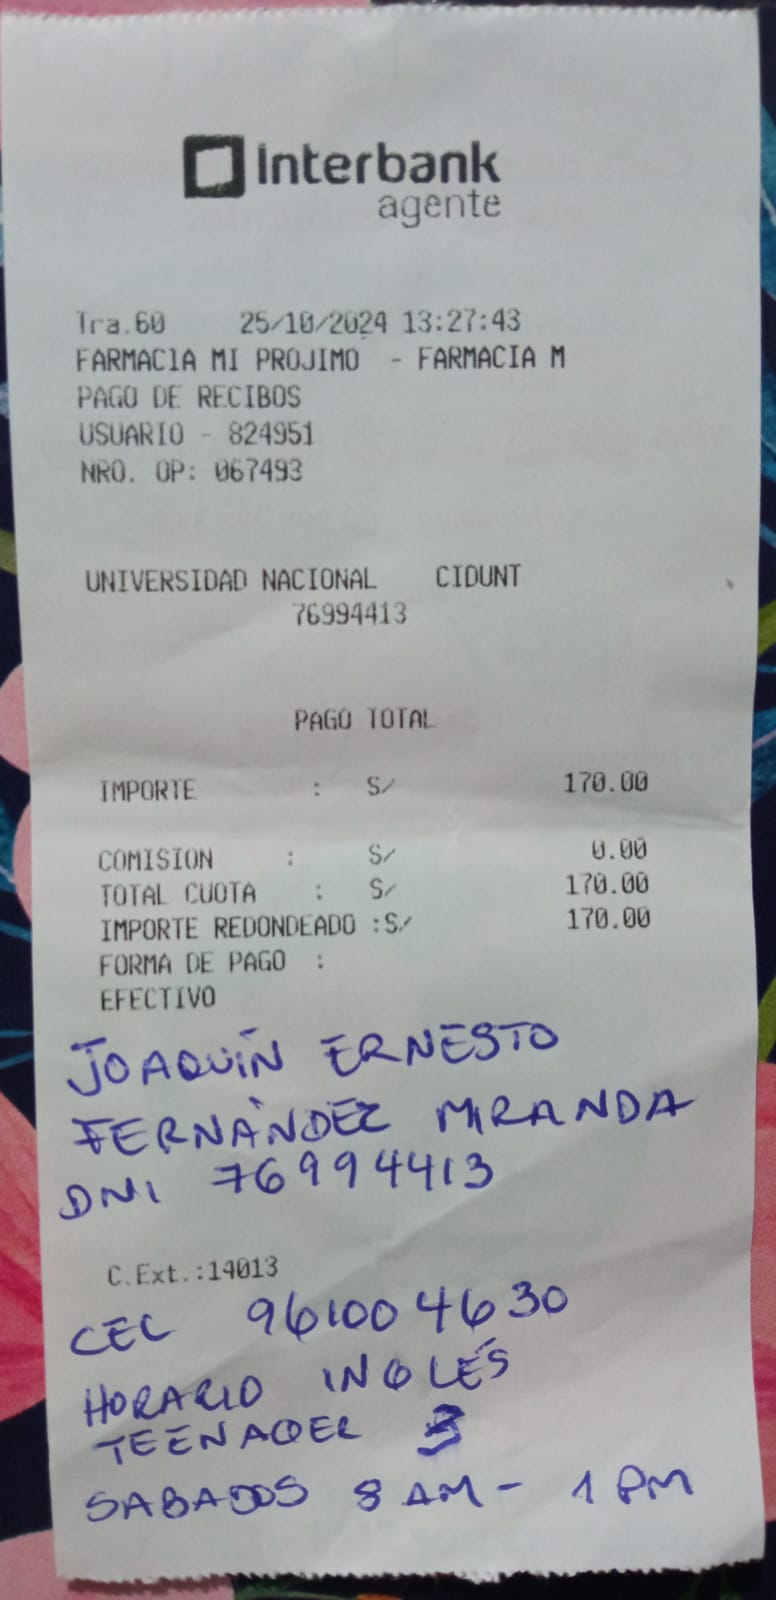 Interbank
agente
Tra.60 25/10/2024 13:27:43
FARMACIA MI PROJIMO - FARMACIA M
PAGO DE RECIBOS
USUARIO - 824951
NRO. OP: 067493
UNIVERSIDAD NACIONAL CIDUNT
76994413
PAGO TOTAL
IMPORTE : S/ 170.00
COMISION : S/ 0.00
TOTAL CUOTA : S/ 170.00
IMPORTE REDONDEADO :S/ 170.00
FORMA DE PAGO :
EFECTIVO
JOAQUÍN ERNESTO
FERNÁNDEZ MIRANDA
DNI 76994413
C.Ext.:14013
CEL 961004630
HORARIO INGLÉS
TEENAGER 3
SABADOS 8 AM - 1 PM